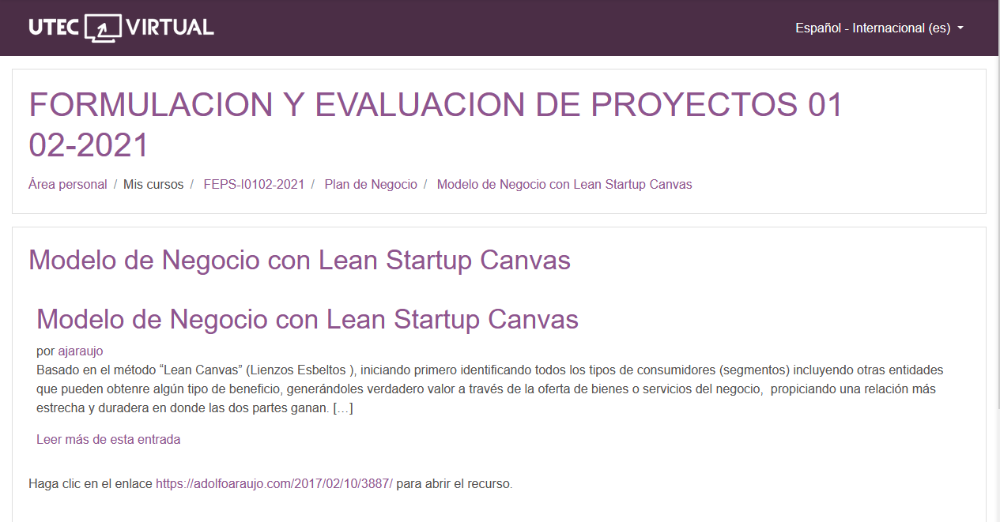 UTEC VIRTUAL
Español - Internacional (es)
FORMULACION Y EVALUACION DE PROYECTOS 01
02-2021
Área personal / Mis cursos / FEPS-I0102-2021 / Plan de Negocio / Modelo de Negocio con Lean Startup Canvas
Modelo de Negocio con Lean Startup Canvas
Modelo de Negocio con Lean Startup Canvas
por ajaraujo
Basado en el método “Lean Canvas” (Lienzos Esbeltos ), iniciando primero identificando todos los tipos de consumidores (segmentos) incluyendo otras entidades
que pueden obtenre algún tipo de beneficio, generándoles verdadero valor a través de la oferta de bienes o servicios del negocio,  propiciando una relación más
estrecha y duradera en donde las dos partes ganan. […]
Leer más de esta entrada
Haga clic en el enlace https://adolfoaraujo.com/2017/02/10/3887/ para abrir el recurso.